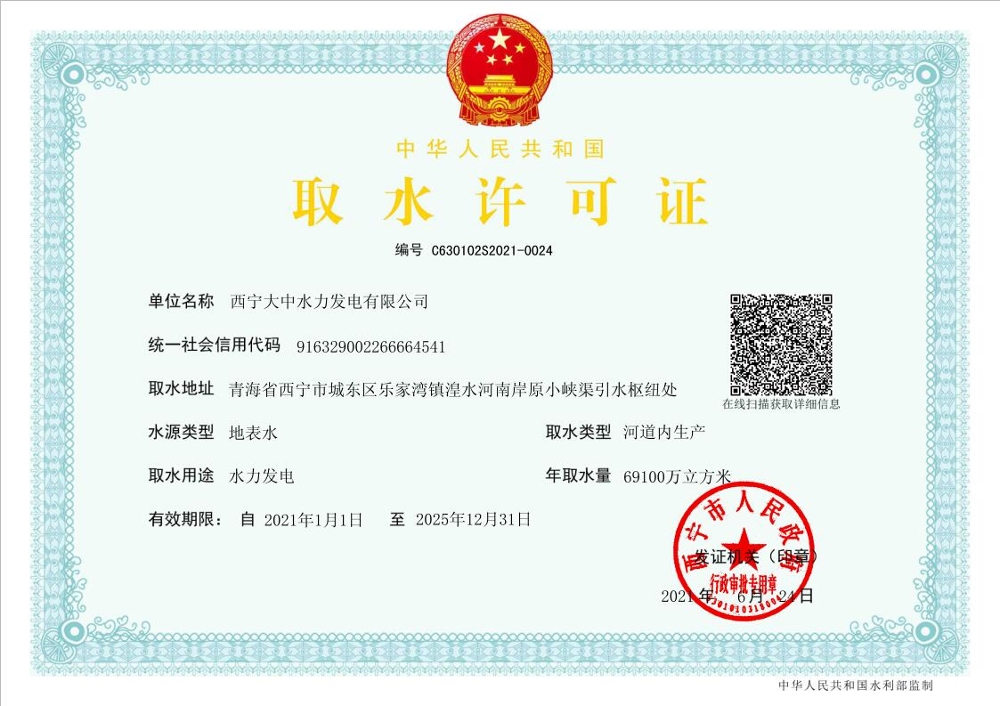 中华人民共和国
取水许可证
编号 C630102S2021-0024
单位名称 西宁大中水力发电有限公司
统一社会信用代码 916329002266664541
取水地址 青海省西宁市城东区乐家湾镇湟水河南岸原小峡渠引水枢纽处
在线扫描获取详细信息
水源类型 地表水 取水类型 河道内生产
取水用途 水力发电 年取水量 69100万立方米
有效期限： 自 2021年1月1日 至 2025年12月31日
西宁市人民政府
发证机关（印章）
行政审批专用章
2021 年 6 月 24 日
中华人民共和国水利部监制